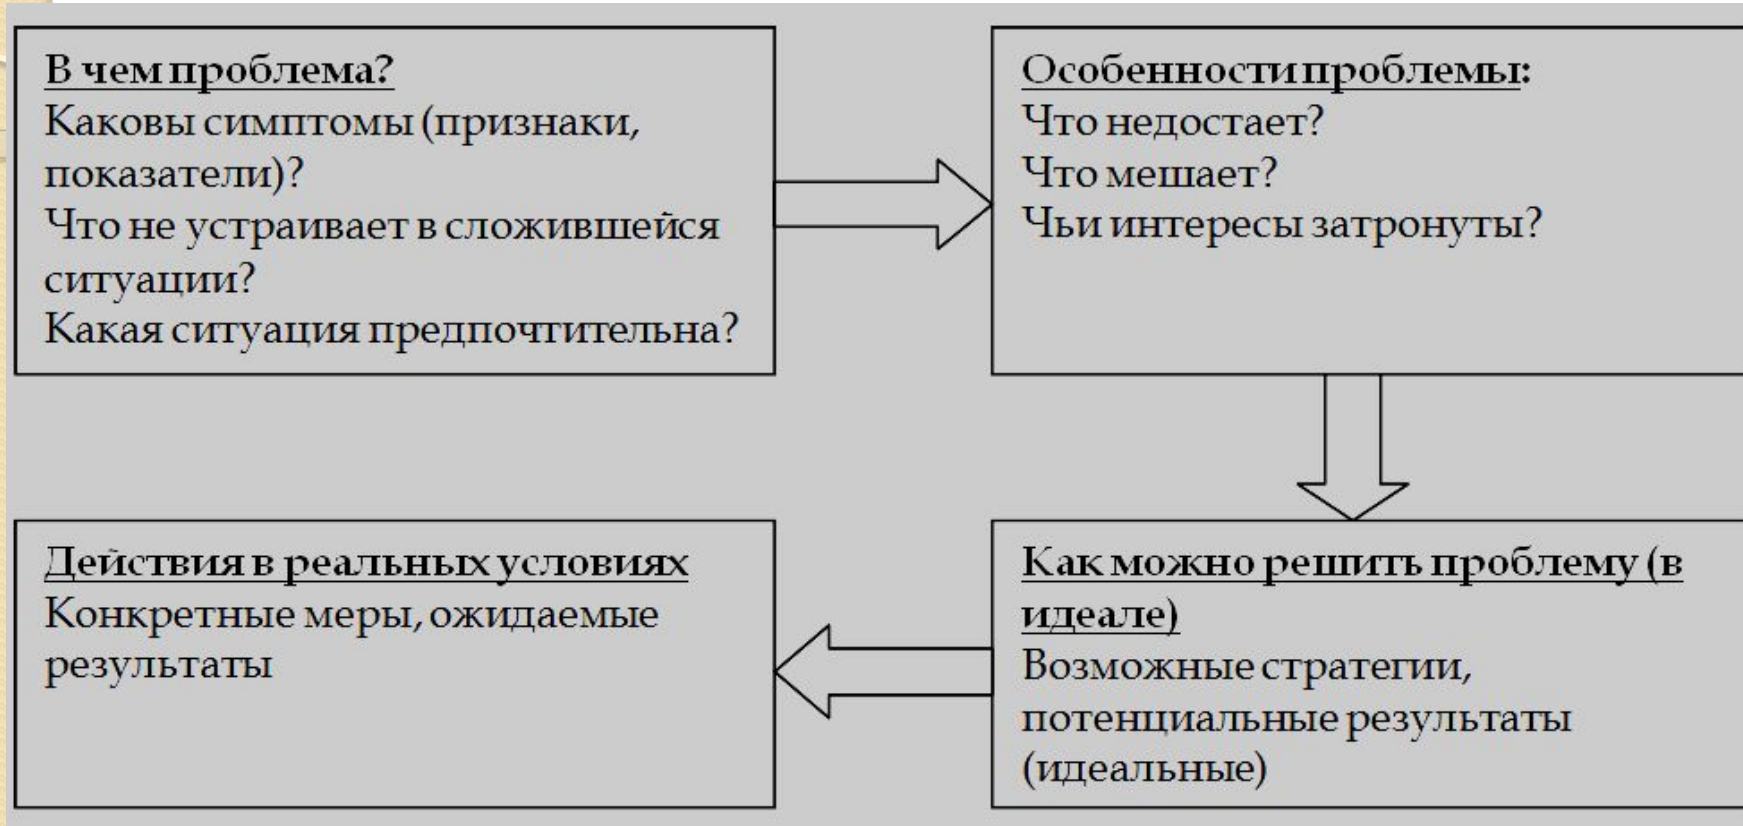 В чем проблема?
Каковы симптомы (признаки,
показатели)?
Что не устраивает в сложившейся
ситуации?
Какая ситуация предпочтительна?
Особенности проблемы:
Что недостает?
Что мешает?
Чьи интересы затронуты?
Как можно решить проблему (в
идеале)
Возможные стратегии,
потенциальные результаты
(идеальные)
Действия в реальных условиях
Конкретные меры, ожидаемые
результаты